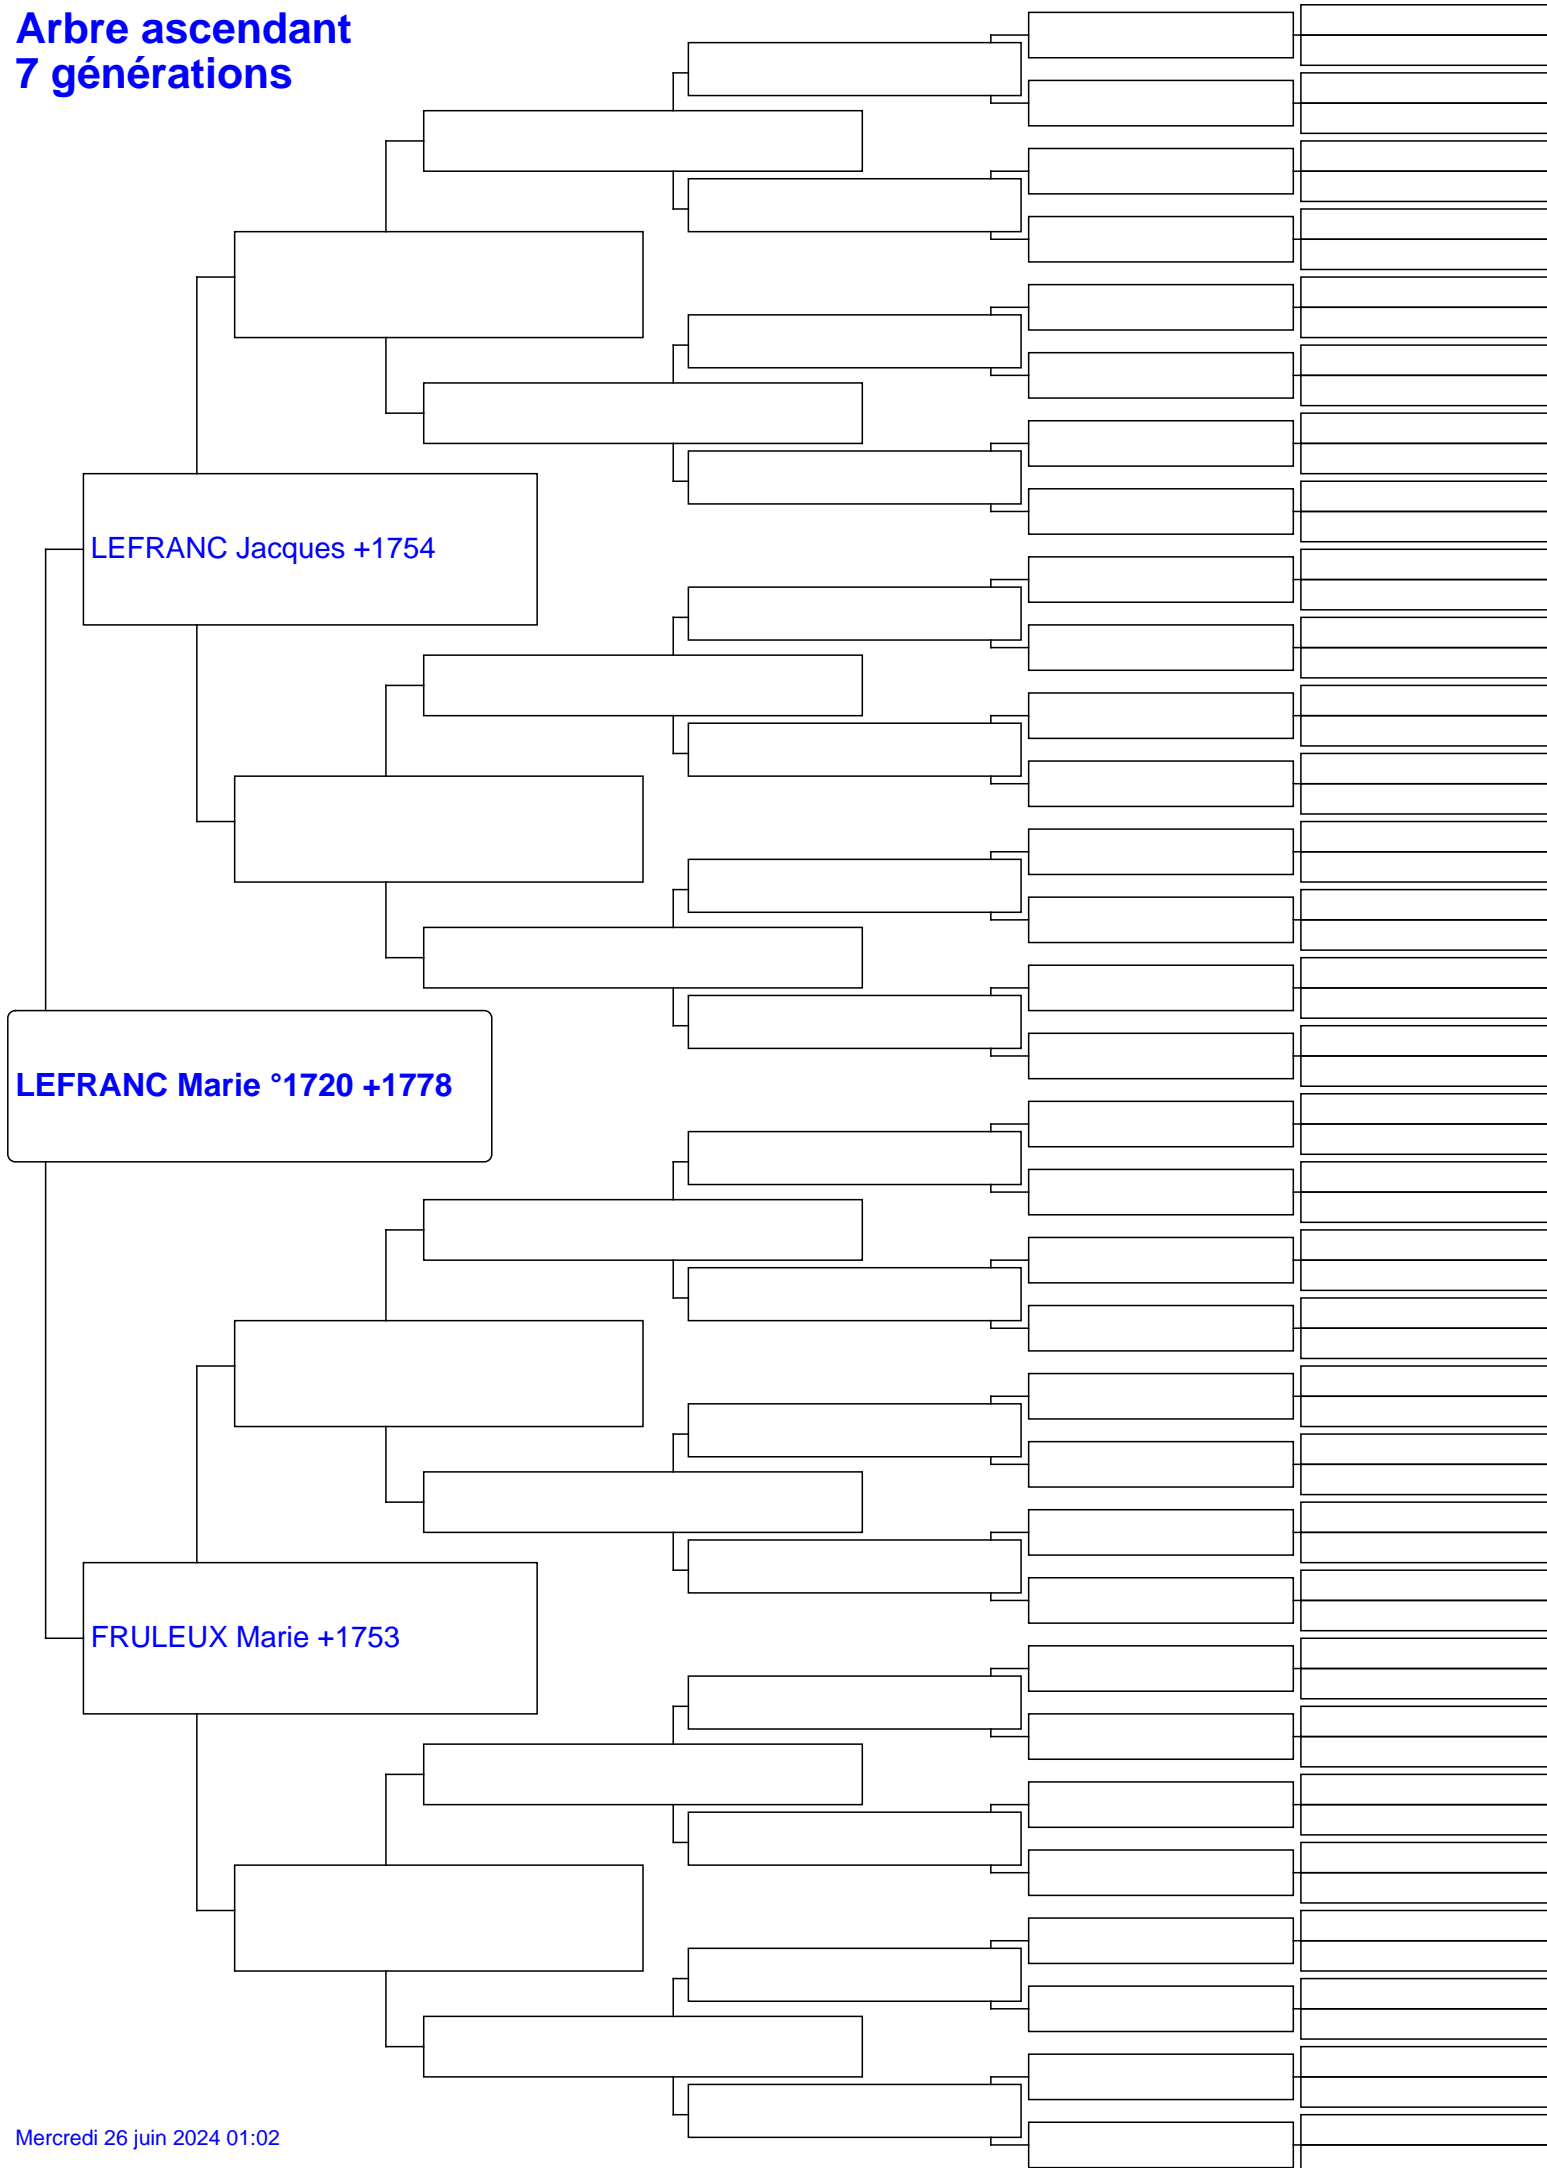 Arbre ascendant
7 générations
LEFRANC Jacques +1754
LEFRANC Marie °1720 +1778
FRULEUX Marie +1753
Mercredi 26 juin 2024 01:02